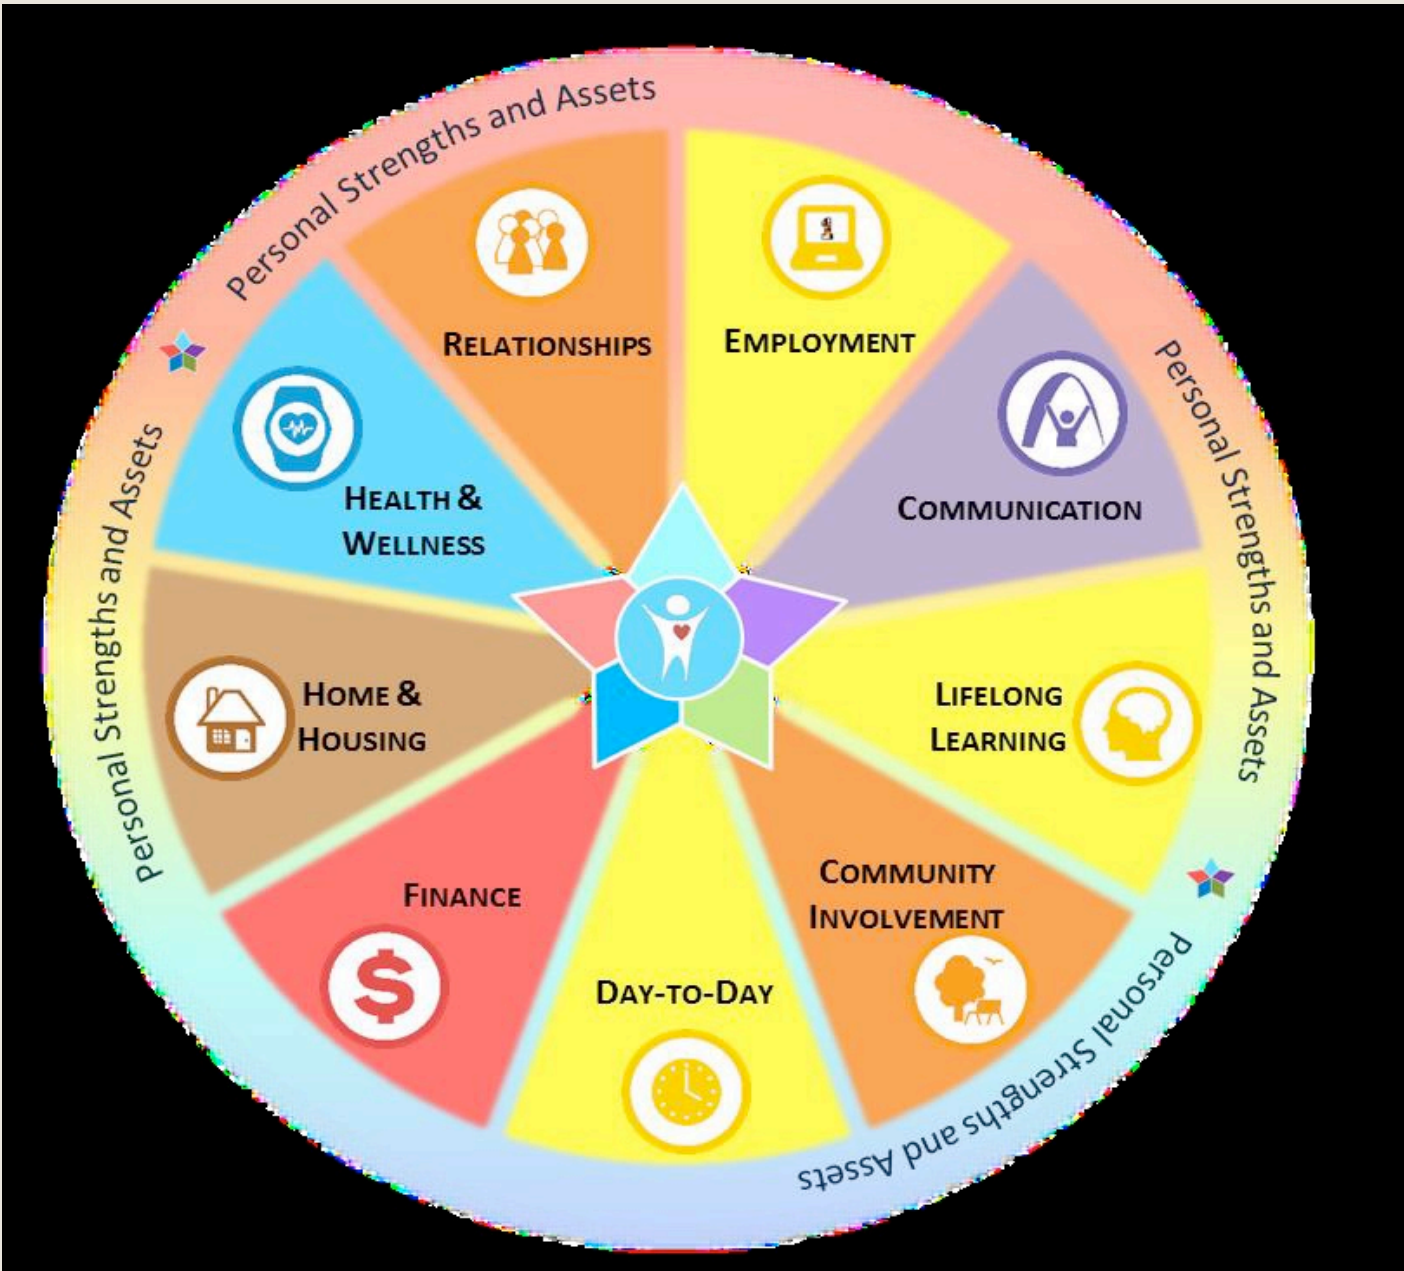 Personal Strengths and Assets
Personal Strengths and Assets
Personal Strengths and Assets
Personal Strengths and Assets
RELATIONSHIPS
EMPLOYMENT
COMMUNICATION
LIFELONG
LEARNING
COMMUNITY
INVOLVEMENT
DAY-TO-DAY
$
FINANCE
HOME &
HOUSING
HEALTH &
WELLNESS